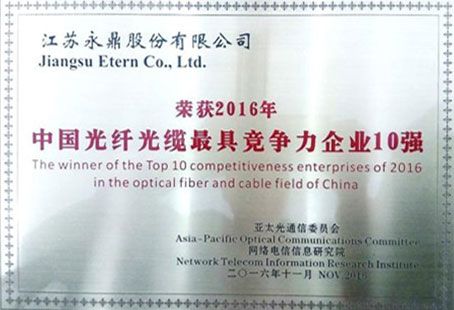 江苏永鼎股份有限公司
Jiangsu Etern Co., Ltd.
荣获2016年
中国光纤光缆最具竞争力企业10强
The winner of the Top 10 competitiveness enterprises of 2016
in the optical fiber and cable field of China
亚太光通信委员会
Asia-Pacific Optical Communications Committee
网络电信信息研究院
Network Telecom Information Research Institute
二〇一六年十一月 NOV.2016